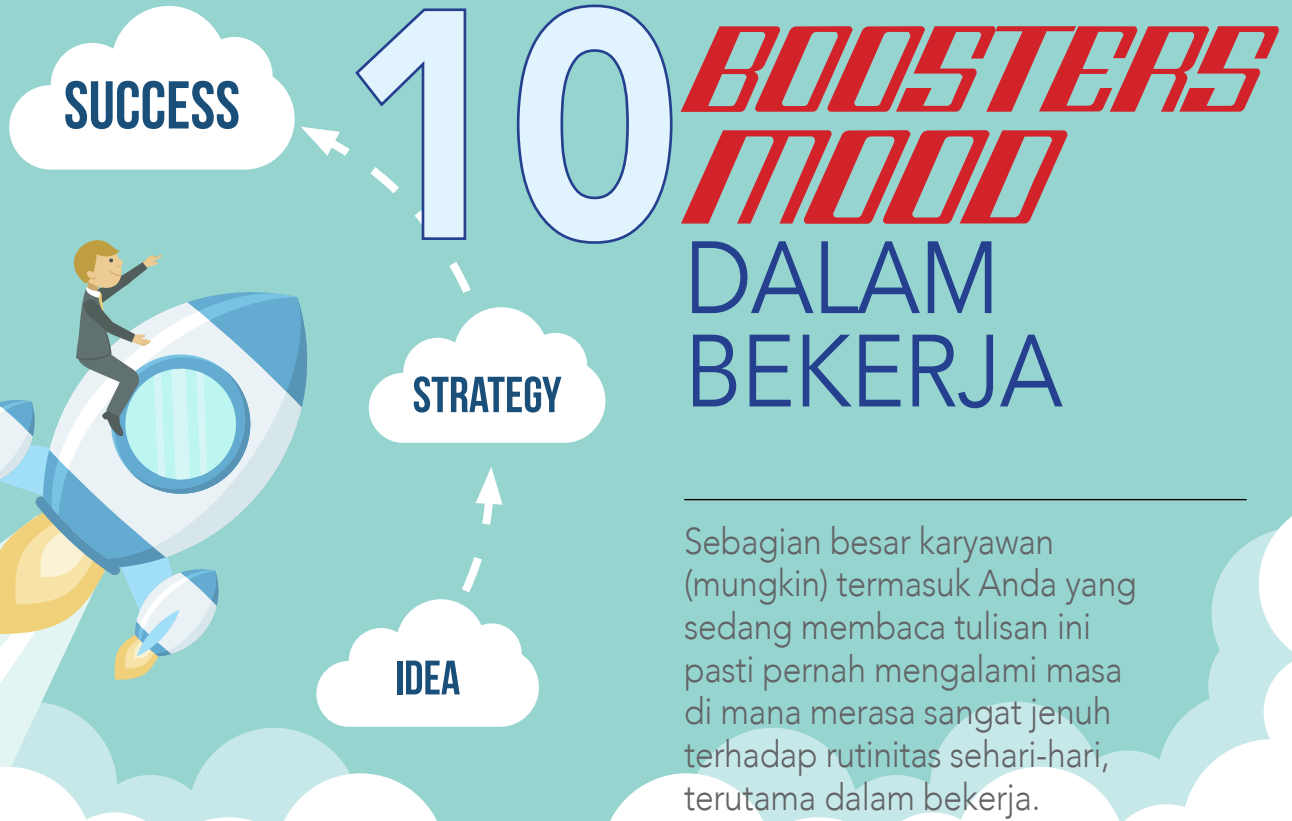 SUCCESS
10 BOOSTERS
MOOD
DALAM
BEKERJA
STRATEGY
IDEA
Sebagian besar karyawan
(mungkin) termasuk Anda yang
sedang membaca tulisan ini
pasti pernah mengalami masa
di mana merasa sangat jenuh
terhadap rutinitas sehari-hari,
terutama dalam bekerja.